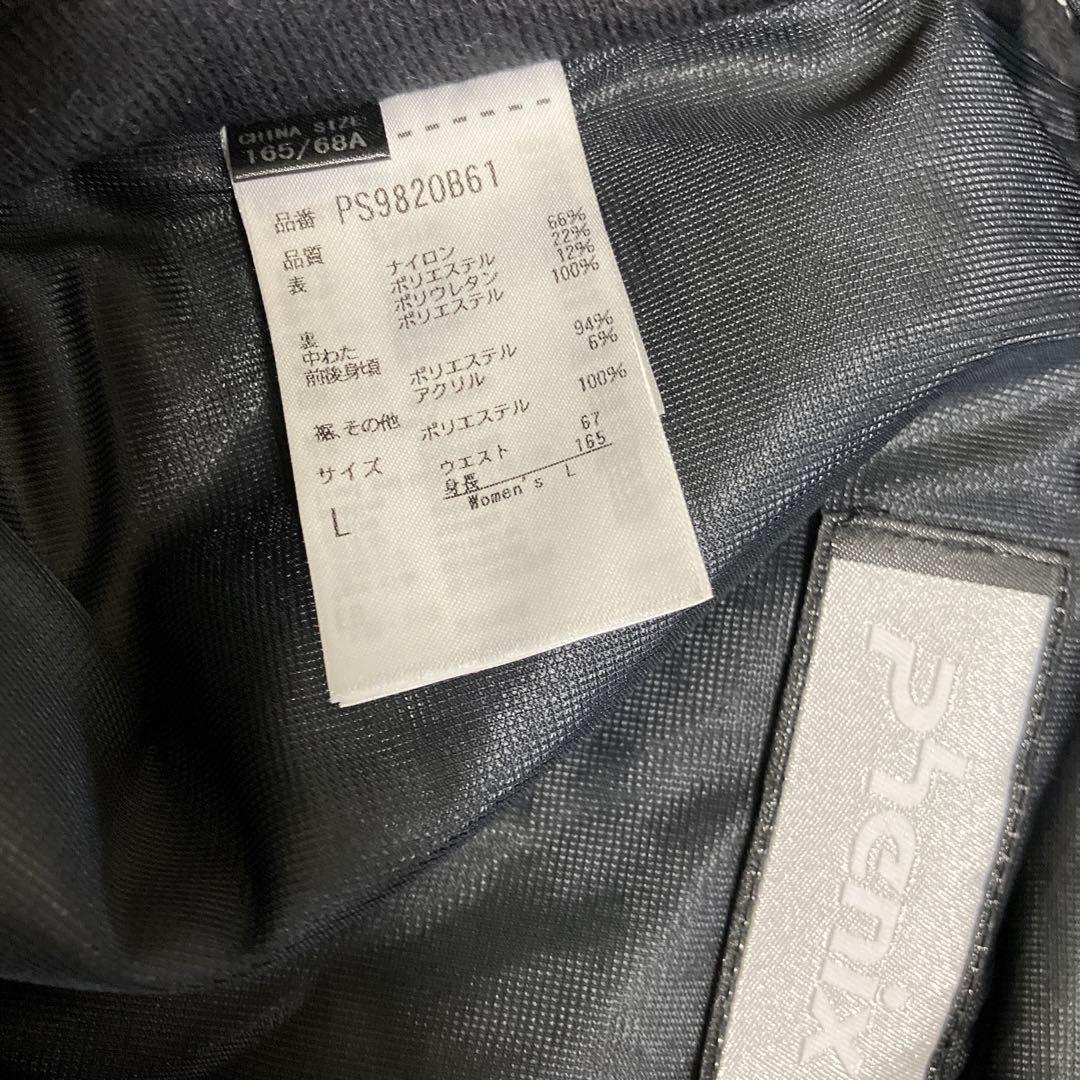 CHINA SIZE
165/68A
品番 PS9820B61
品質
表 ナイロン 66%
ポリエステル 22%
ポリウレタン 12%
裏 ポリエステル 100%
中わた
前後身頃 ポリエステル 94%
アクリル 6%
裾、その他 ポリエステル 100%
サイズ ウエスト 67
身長 165
L Women's L
Phenix